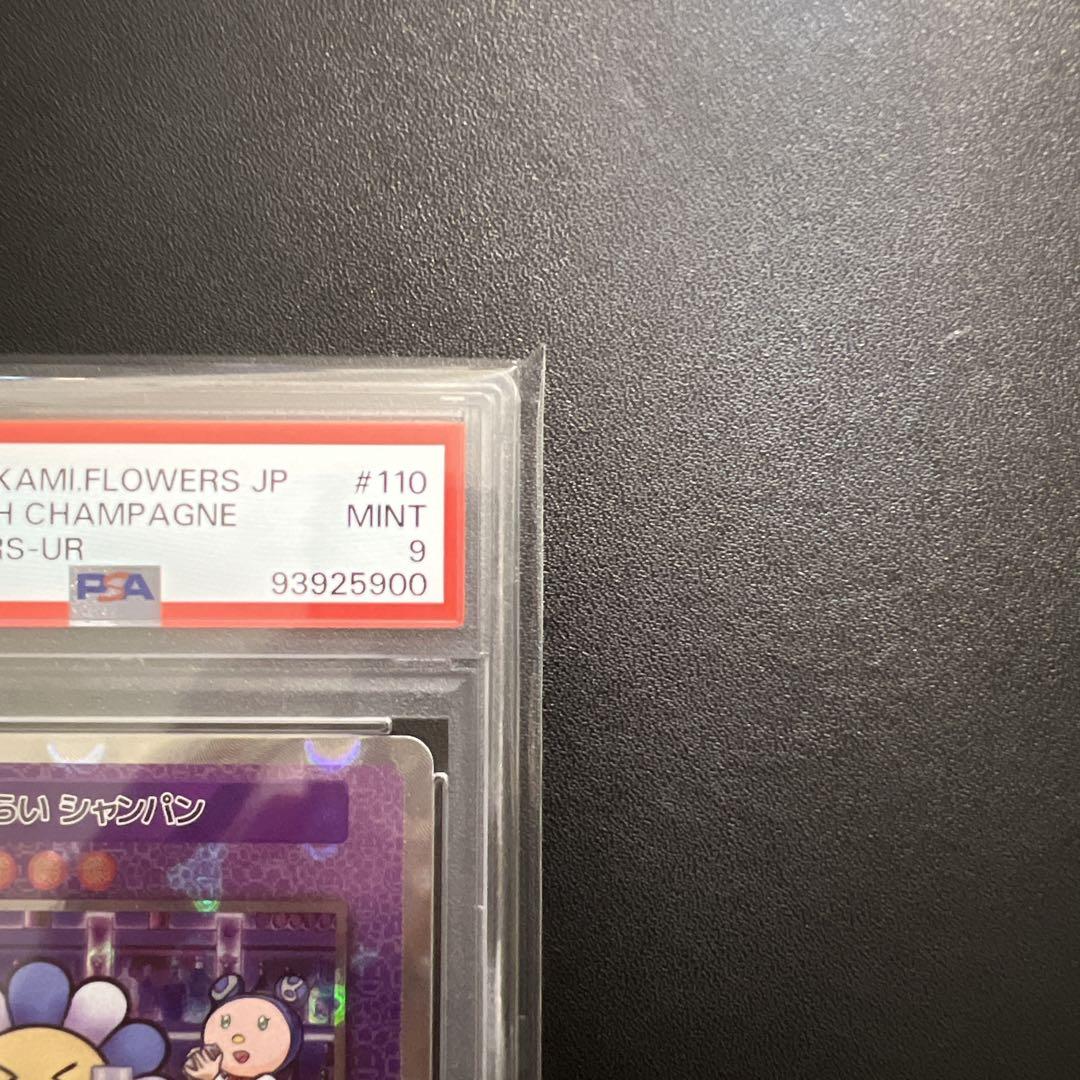 KAMI.FLOWERS JP #110
H CHAMPAGNE MINT
RS-UR 9
PSA 93925900
らい シャンパン